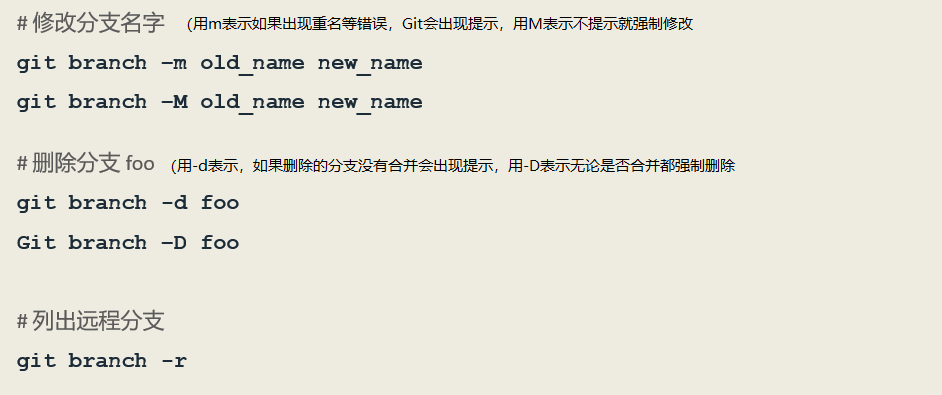 # 修改分支名字 （用m表示如果出现重名等错误，Git会出现提示，用M表示不提示就强制修改
git branch –m old_name new_name
git branch –M old_name new_name
# 删除分支 foo （用-d表示，如果删除的分支没有合并会出现提示，用-D表示无论是否合并都强制删除
git branch -d foo
Git branch –D foo
# 列出远程分支
git branch -r